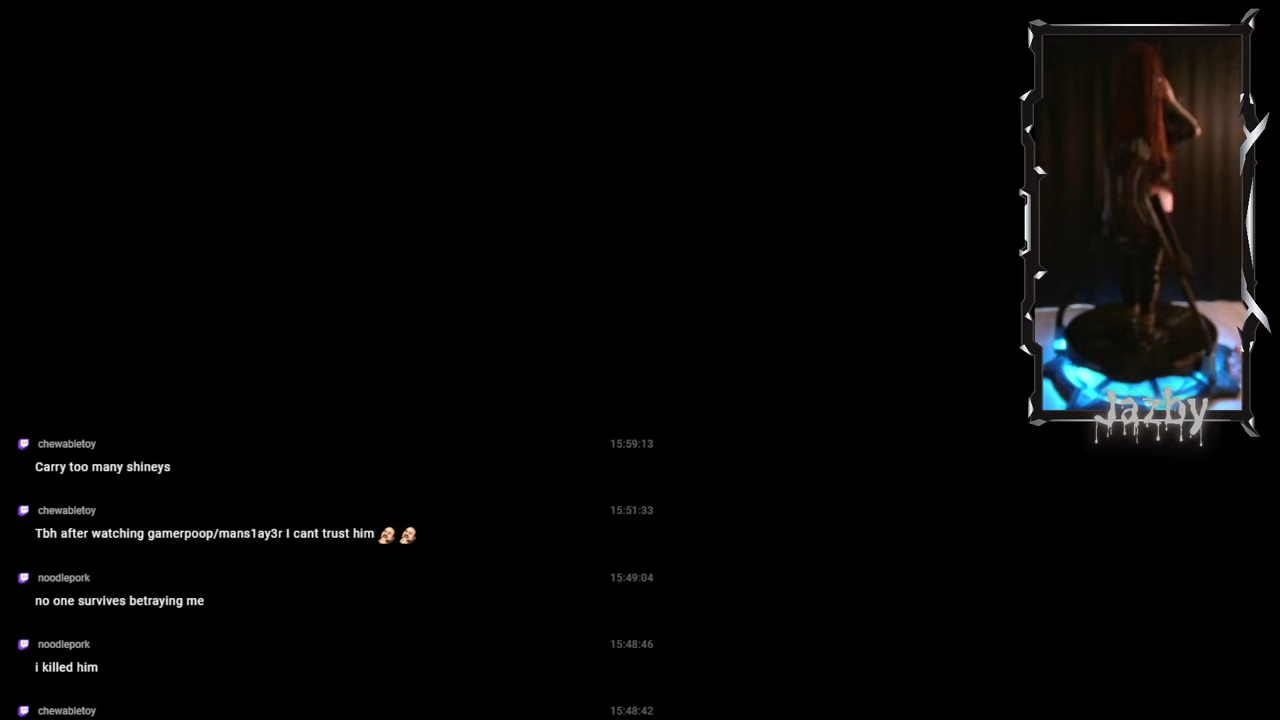 Jazby
chewabletoy 15:59:13
Carry too many shineys
chewabletoy 15:51:33
Tbh after watching gamerpoop/mans1ay3r I cant trust him
noodlepork 15:49:04
no one survives betraying me
noodlepork 15:48:46
i killed him
chewabletoy 15:48:42